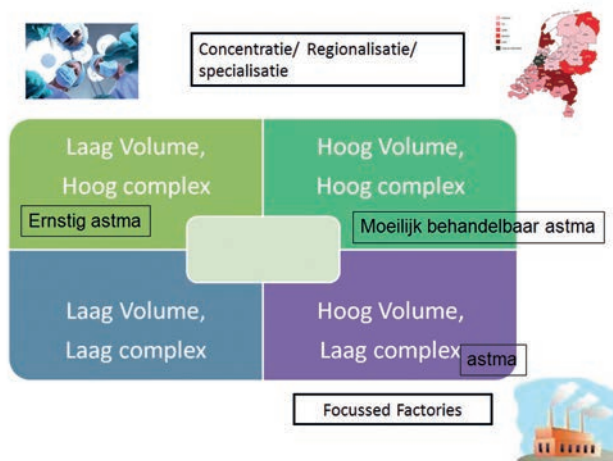 Concentratie/ Regionalisatie/
specialisatie
Laag Volume,
Hoog complex
Ernstig astma
Hoog Volume,
Hoog complex
Moeilijk behandelbaar astma
Laag Volume,
Laag complex
Hoog Volume,
Laag complex
astma
Focussed Factories